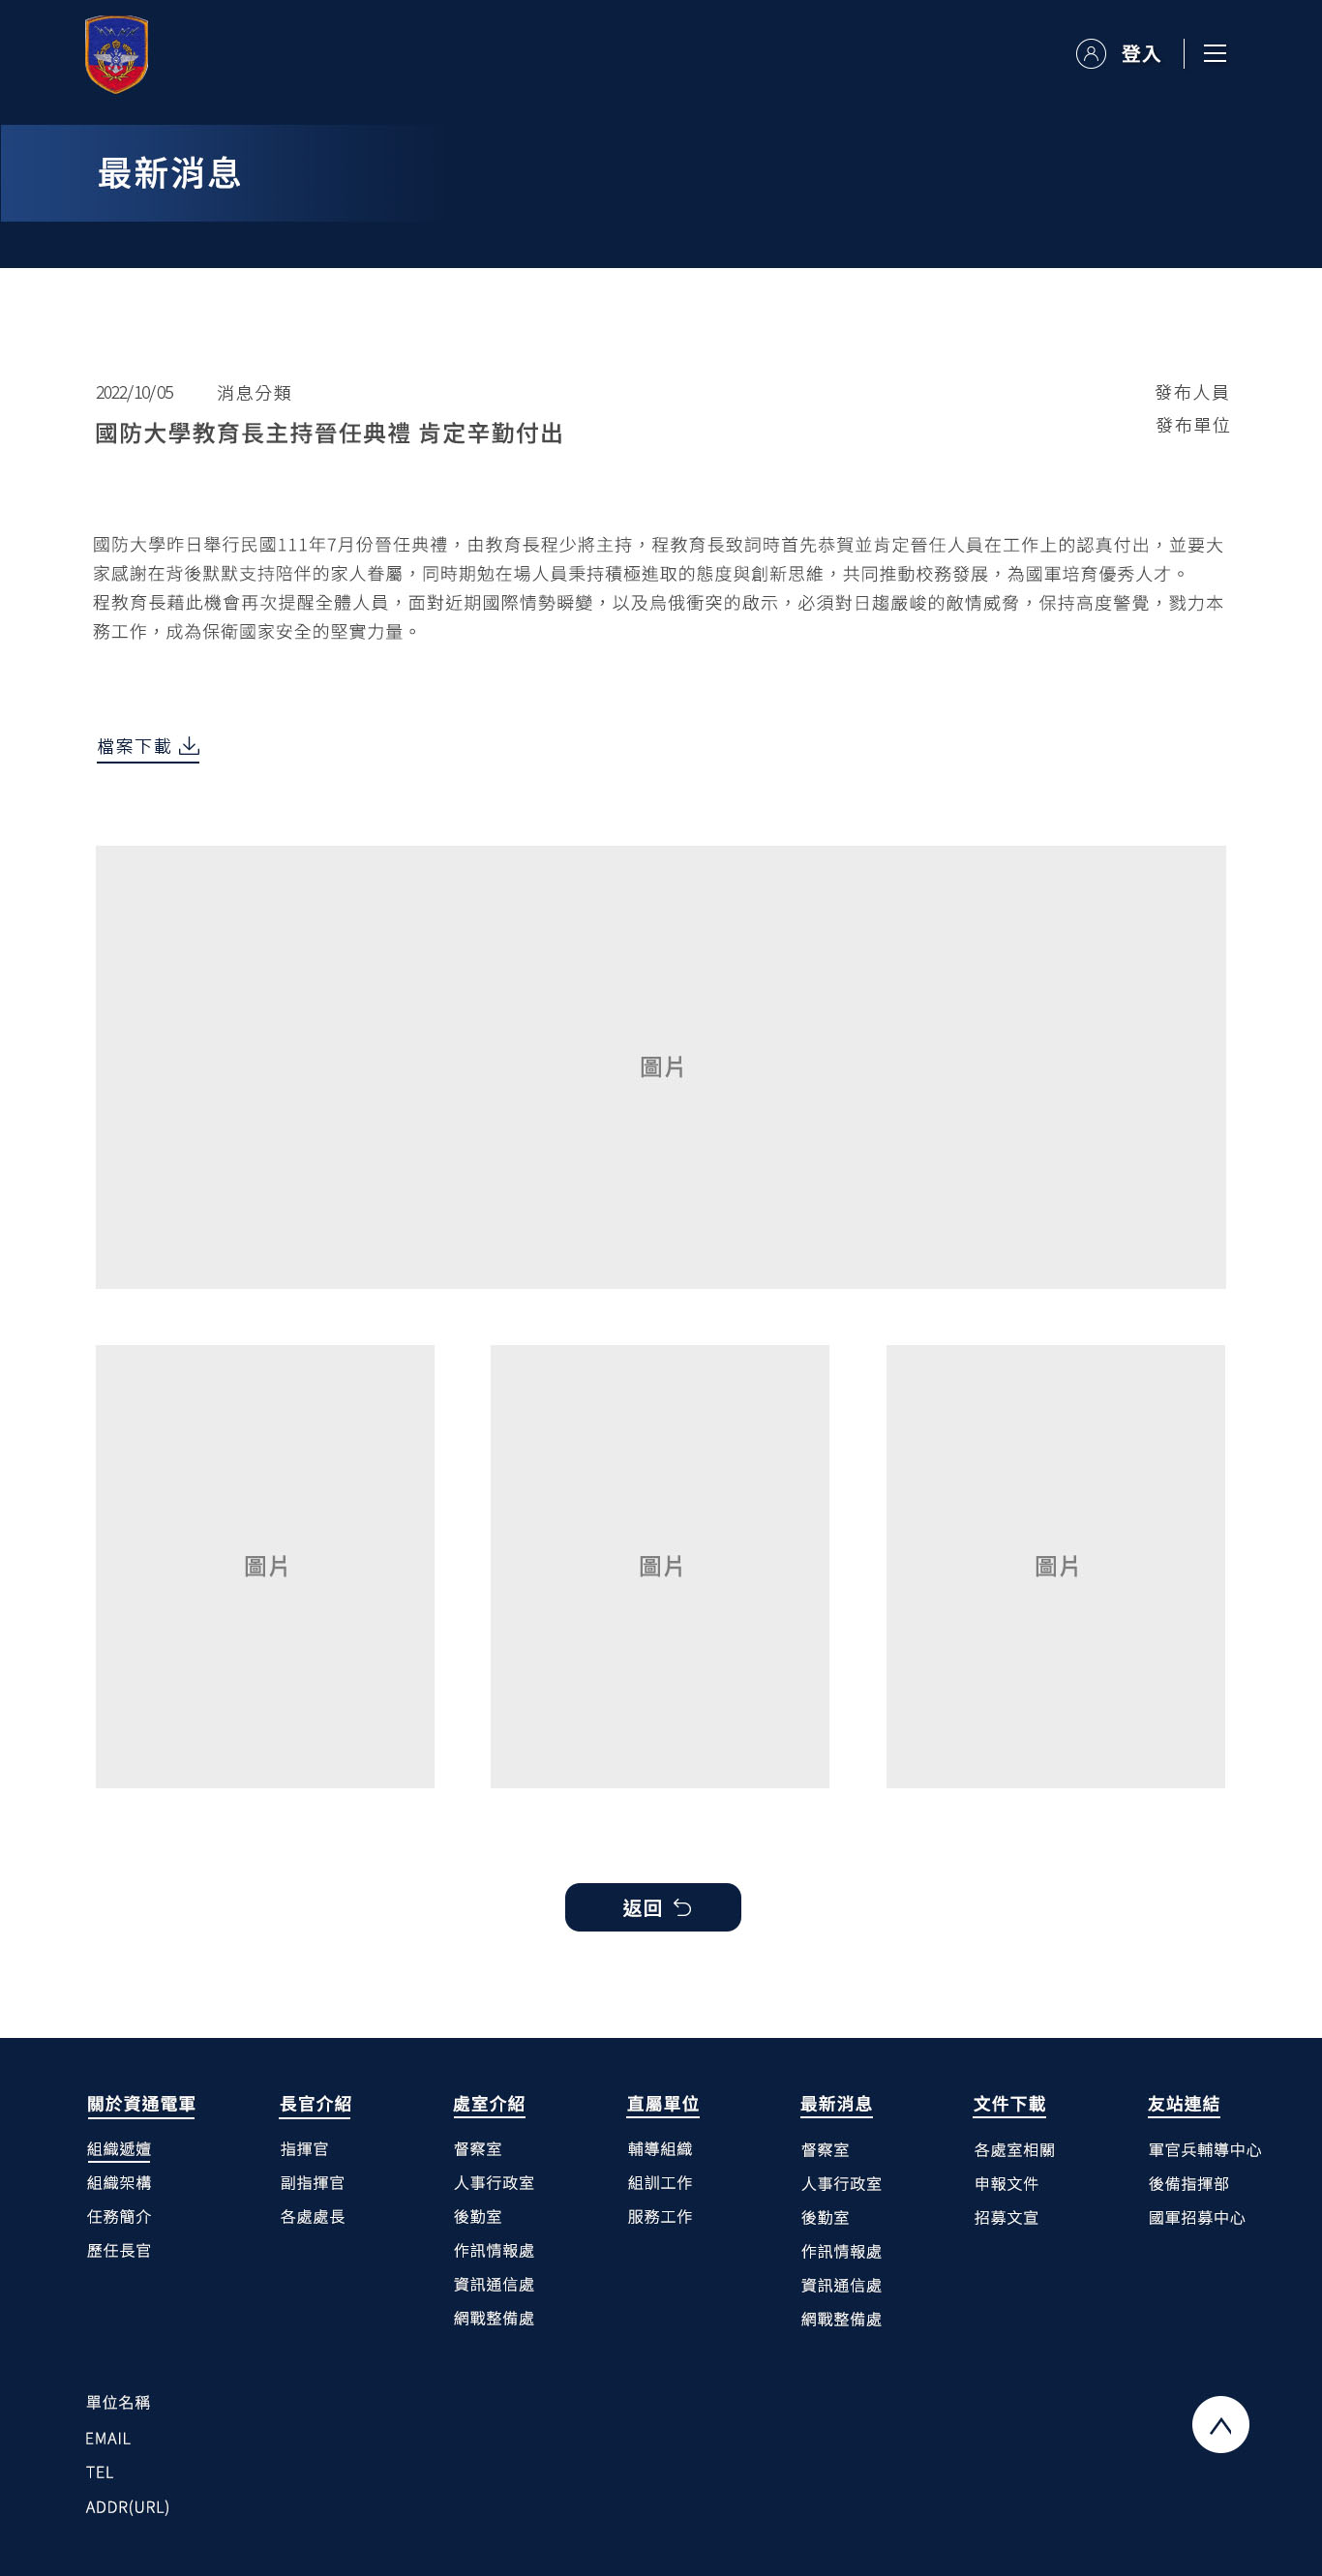 登入
最新消息
2022/10/05 消息分類 發布人員
國防大學教育長主持晉任典禮 肯定辛勤付出 發布單位
國防大學昨日舉行民國111年7月份晉任典禮，由教育長程少將主持，程教育長致詞時首先恭賀並肯定晉任人員在工作上的認真付出，並要大
家感謝在背後默默支持陪伴的家人眷屬，同時期勉在場人員秉持積極進取的態度與創新思維，共同推動校務發展，為國軍培育優秀人才。
程教育長藉此機會再次提醒全體人員，面對近期國際情勢瞬變，以及烏俄衝突的啟示，必須對日趨嚴峻的敵情威脅，保持高度警覺，戮力本
務工作，成為保衛國家安全的堅實力量。
檔案下載
圖片
圖片 圖片 圖片
返回
關於資通電軍 長官介紹 處室介紹 直屬單位 最新消息 文件下載 友站連結
組織遞嬗 指揮官 督察室 輔導組織 督察室 各處室相關 軍官兵輔導中心
組織架構 副指揮官 人事行政室 組訓工作 人事行政室 申報文件 後備指揮部
任務簡介 各處處長 後勤室 服務工作 後勤室 招募文宣 國軍招募中心
歷任長官 作訊情報處 作訊情報處
資訊通信處 資訊通信處
網戰整備處 網戰整備處
單位名稱
EMAIL
TEL
ADDR(URL)